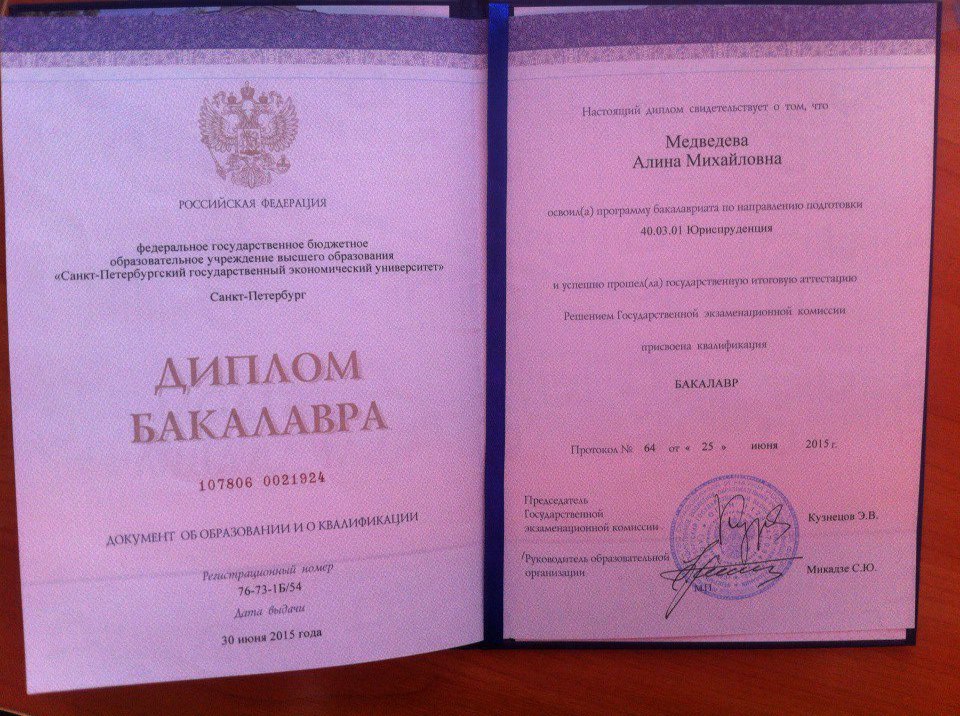 РОССИЙСКАЯ ФЕДЕРАЦИЯ
федеральное государственное бюджетное
образовательное учреждение высшего образования
«Санкт-Петербургский государственный экономический университет»
Санкт-Петербург
ДИПЛОМ
БАКАЛАВРА
107806 0021924
ДОКУМЕНТ ОБ ОБРАЗОВАНИИ И О КВАЛИФИКАЦИИ
Регистрационный номер
76-73-1Б/54
Дата выдачи
30 июня 2015 года
Настоящий диплом свидетельствует о том, что
Медведева
Алина Михайловна
освоил(а) программу бакалавриата по направлению подготовки
40.03.01 Юриспруденция
и успешно прошел(ла) государственную итоговую аттестацию
Решением Государственной экзаменационной комиссии
присвоена квалификация
БАКАЛАВР
Протокол № 64 от « 25 » июня 2015 г.
Председатель
Государственной
экзаменационной комиссии
Кузнецов Э.В.
Руководитель образовательной
организации
Микадзе С.Ю.
М.П.